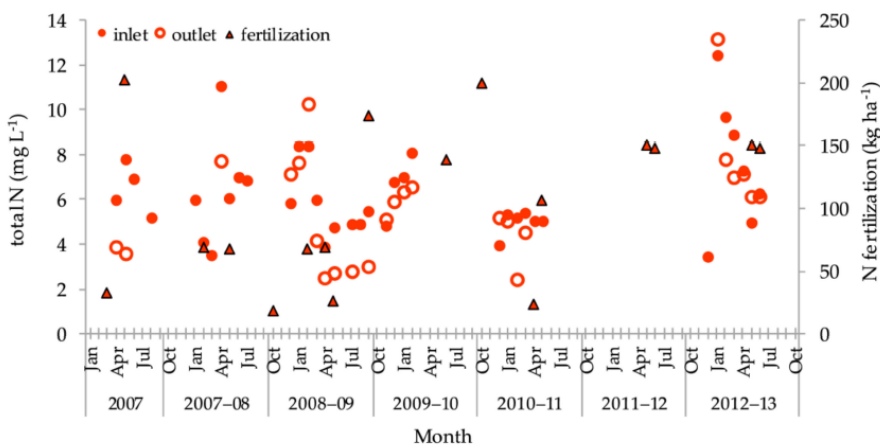 ● inlet ○ outlet ▲ fertilization
total N (mg L⁻¹)
14
12
10
8
6
4
2
0
N fertilization (kg ha⁻¹)
250
200
150
100
50
0
Jan Apr Jul Oct Jan Apr Jul Oct Jan Apr Jul Oct Jan Apr Jul Oct Jan Apr Jul Oct Jan Apr Jul Oct Jan Apr Jul Oct
2007 2007–08 2008–09 2009–10 2010–11 2011–12 2012–13
Month